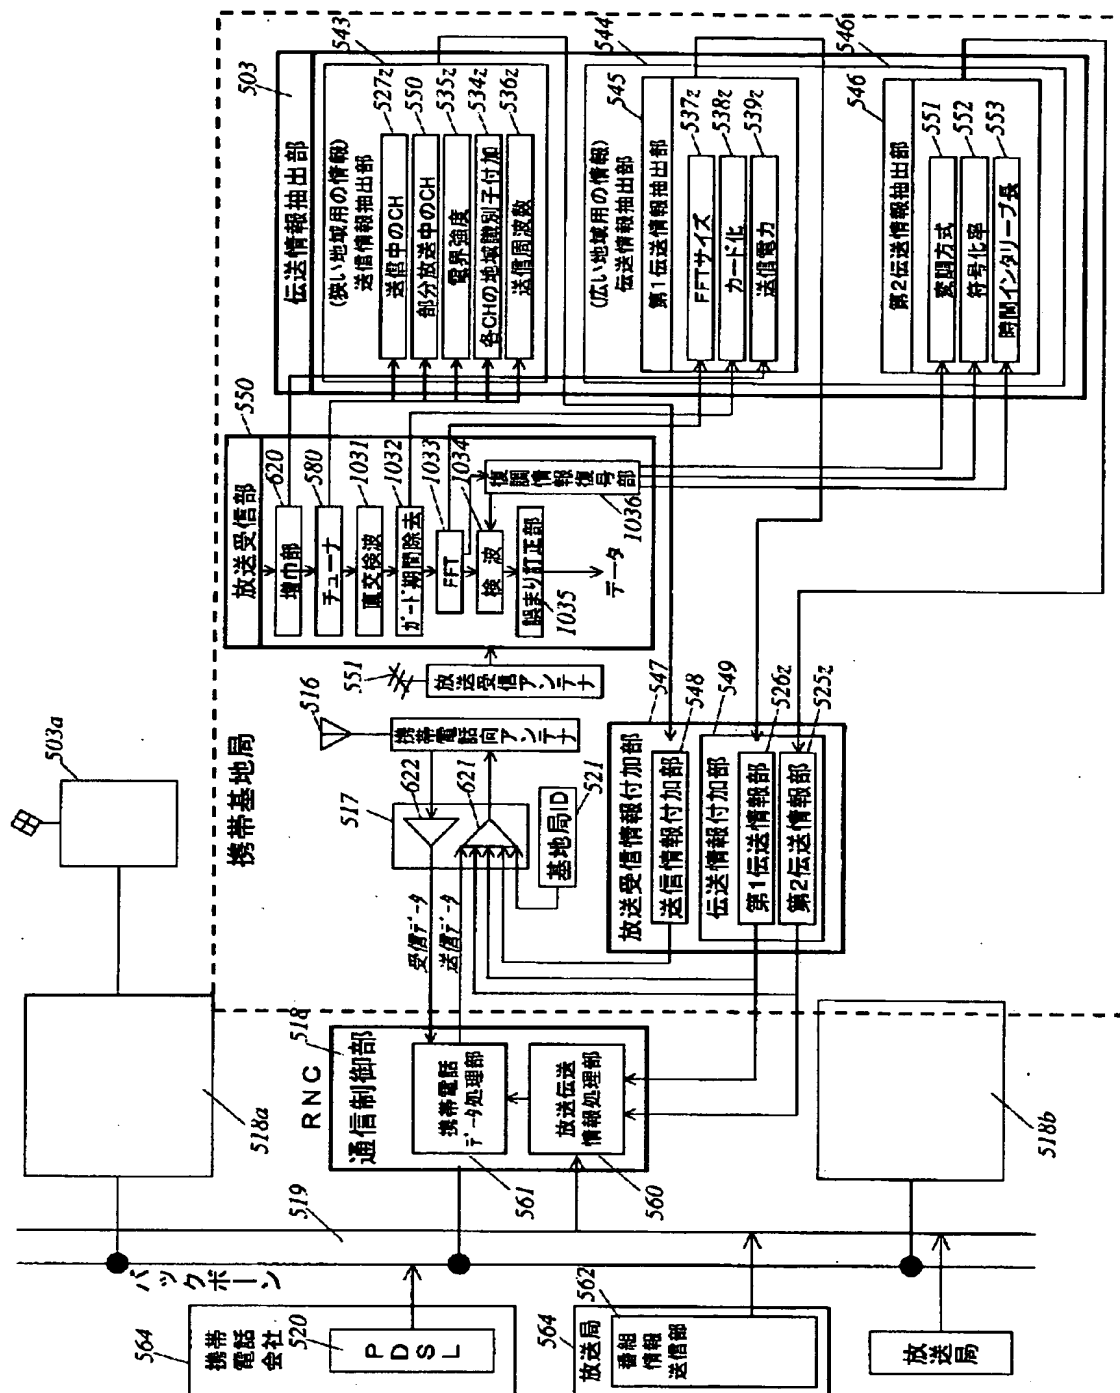 503a
携帯基地局
伝送情報抽出部
503
(狭い地域用の情報)
送信情報抽出部
543
送信中のCH
527z
部分放送中のCH
550
電界強度
535z
各CHの地域識別子付加
534z
送信周波数
536z
(広い地域用の情報)
伝送情報抽出部
544
第1伝送情報抽出部
545
FFTサイズ
537z
カード化
538z
送信電力
539z
第2伝送情報抽出部
546
546
変調方式
551
符号化率
552
時間インタリーブ長
553
放送受信部
550
増巾部
620
チューナ
580
直交検波
1031
ガード期間除去
1032
FFT
1033
検波
1034
復調情報復号部
1036
誤まり訂正部
1035
データ
放送受信アンテナ
551
携帯電話向アンテナ
516
517
622
621
基地局ID
521
受信データ
送信データ
放送受信情報付加部
547
送信情報付加部
548
伝送情報付加部
549
第1伝送情報部
526z
第2伝送情報部
525z
RNC
通信制御部
518
携帯電話
データ処理部
561
放送伝送
情報処理部
560
518a
518b
519
バックボーン
564
携帯
電話
会社
520
PDSL
564
放送局
562
番組
情報
送信部
放送局